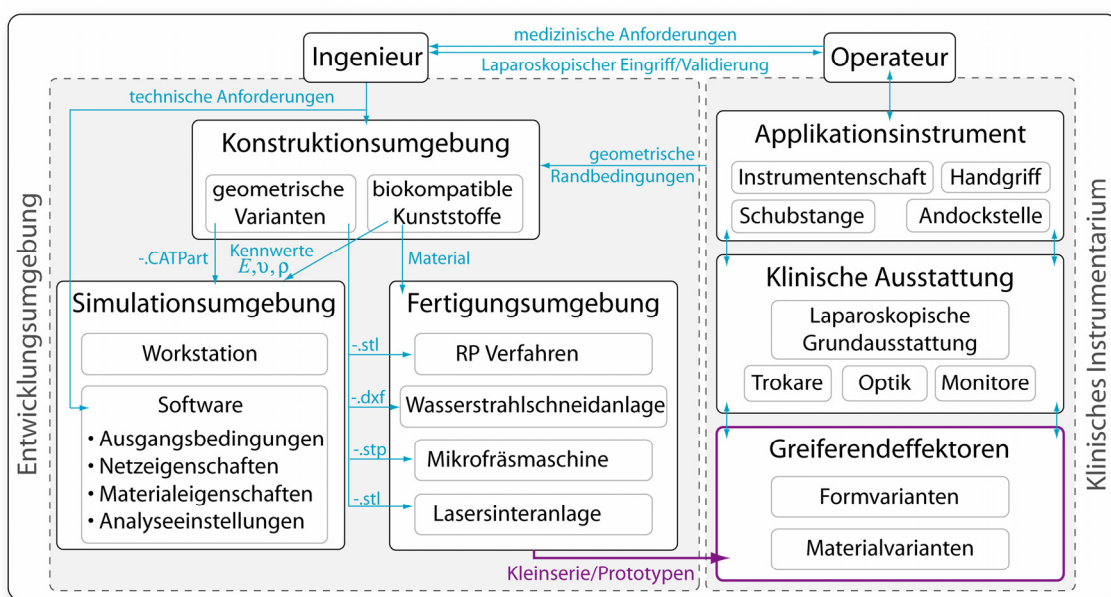 medizinische Anforderungen
Ingenieur
Operateur
Laparoskopischer Eingriff/Validierung
technische Anforderungen
Konstruktionsumgebung
geometrische
Varianten
biokompatible
Kunststoffe
geometrische
Randbedingungen
Applikationsinstrument
Instrumentenschaft
Handgriff
Schubstange
Andockstelle
-.CATPart
Kennwerte
E,υ,ρ
Material
Entwicklungsumgebung
Simulationsumgebung
Workstation
Software
• Ausgangsbedingungen
• Netzeigenschaften
• Materialeigenschaften
• Analyseeinstellungen
-.stl
-.dxf
-.stp
-.stl
Fertigungsumgebung
RP Verfahren
Wasserstrahlschneidanlage
Mikrofräsmaschine
Lasersinteranlage
Kleinserie/Prototypen
Klinische Ausstattung
Laparoskopische
Grundausstattung
Trokare
Optik
Monitore
Greiferendeffektoren
Formvarianten
Materialvarianten
Klinisches Instrumentarium